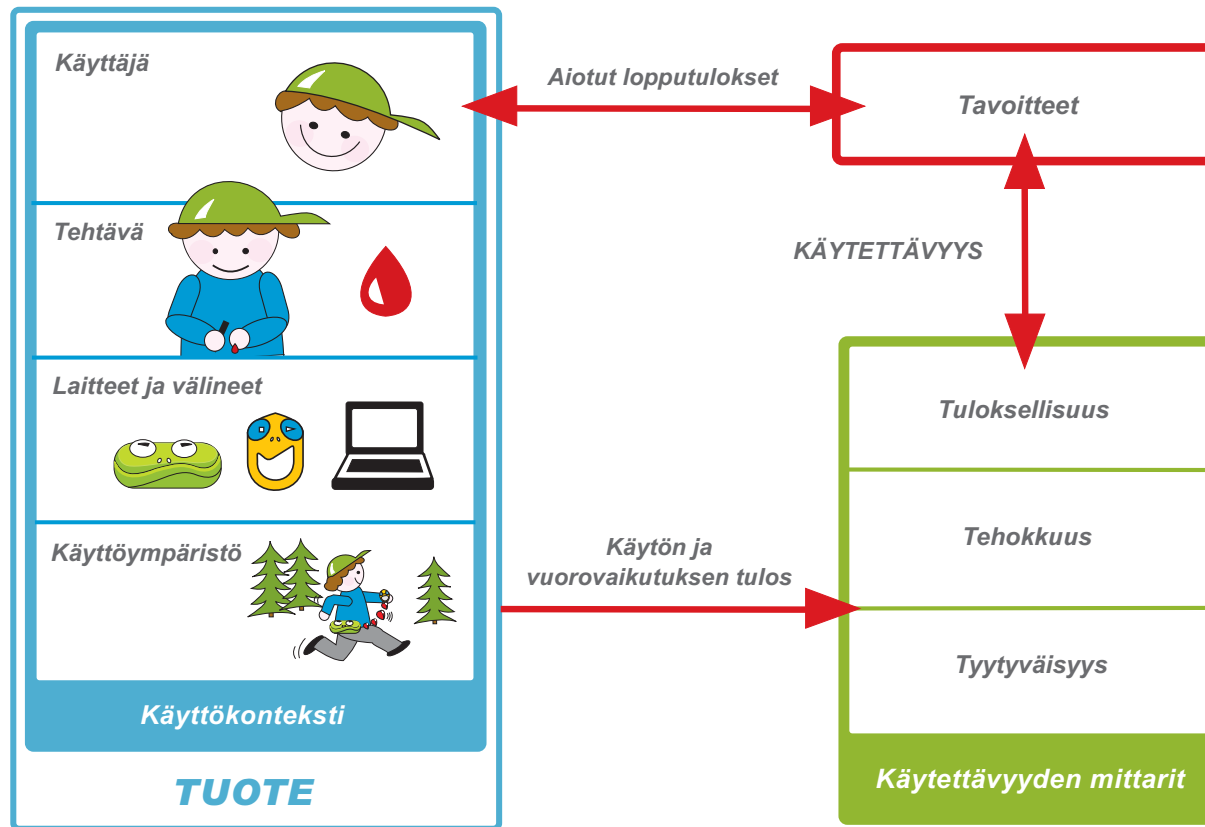 Käyttäjä
Tehtävä
Laitteet ja välineet
Käyttöympäristö
Käyttökonteksti
TUOTE
Aiotut lopputulokset
Tavoitteet
KÄYTETTÄVYYS
Käytön ja
vuorovaikutuksen tulos
Tuloksellisuus
Tehokkuus
Tyytyväisyys
Käytettävyyden mittarit